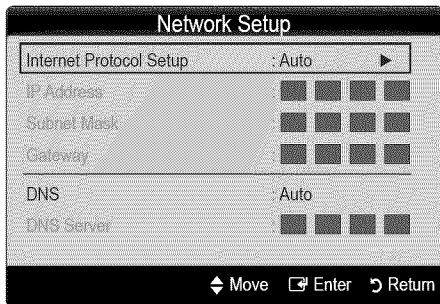 Network Setup
Internet Protocol Setup : Auto ▶
IP Address :
Subnet Mask :
Gateway :
DNS : Auto
DNS Server :
Move Enter Return